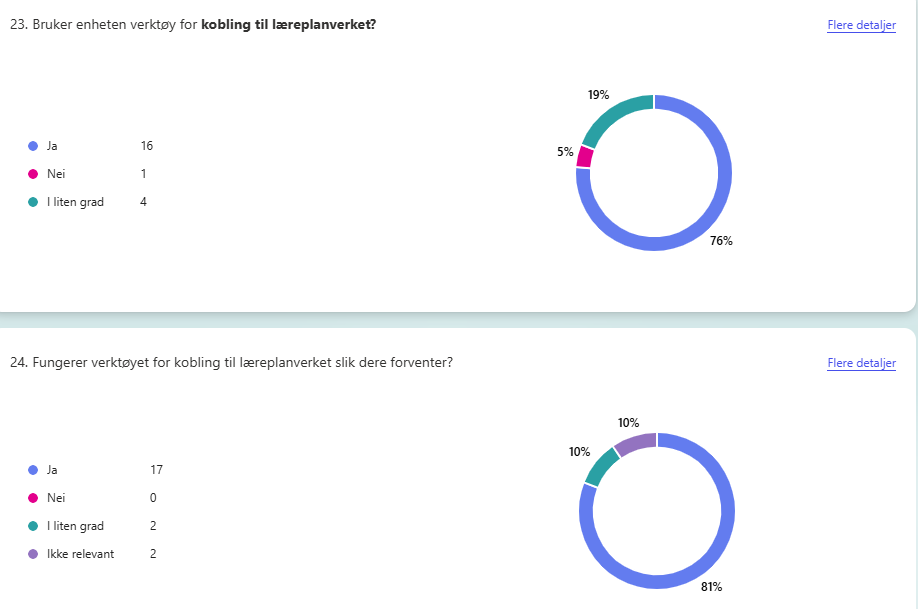 23. Bruker enheten verktøy for kobling til læreplanverket?
Flere detaljer
Ja 16
Nei 1
I liten grad 4
19%
5%
76%
24. Fungerer verktøyet for kobling til læreplanverket slik dere forventer?
Flere detaljer
Ja 17
Nei 0
I liten grad 2
Ikke relevant 2
10%
10%
81%